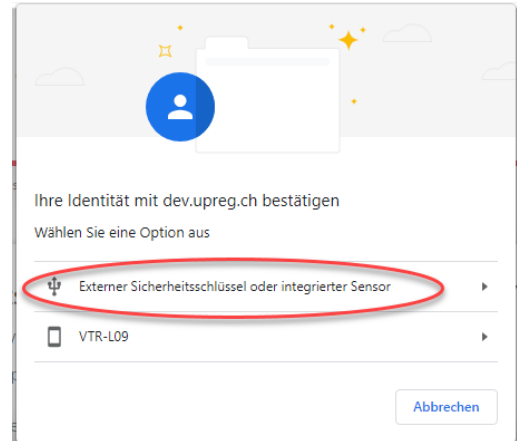 Ihre Identität mit dev.upreg.ch bestätigen
Wählen Sie eine Option aus
Externer Sicherheitsschlüssel oder integrierter Sensor
VTR-L09
Abbrechen